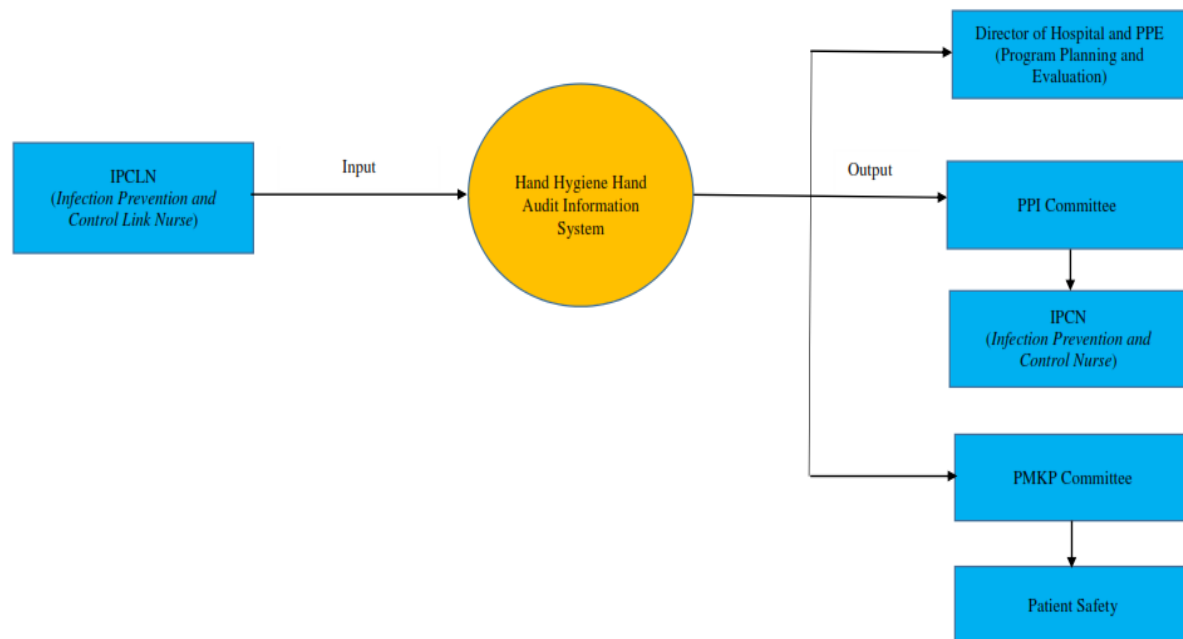 IPCLN
(Infection Prevention and
Control Link Nurse)
Input
Hand Hygiene Hand
Audit Information
System
Output
Director of Hospital and PPE
(Program Planning and
Evaluation)
PPI Committee
IPCN
(Infection Prevention and
Control Nurse)
PMKP Committee
Patient Safety